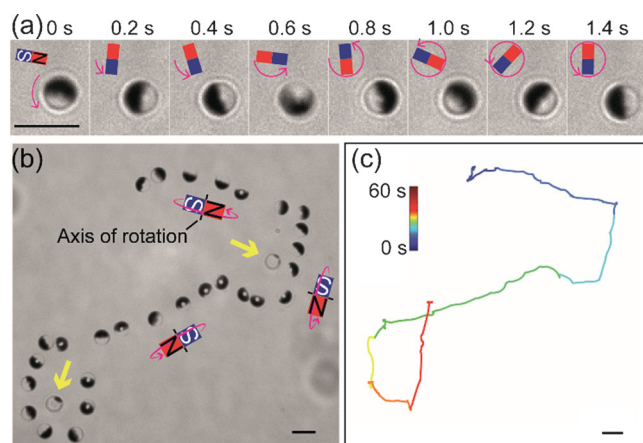 (a) 0 s 0.2 s 0.4 s 0.6 s 0.8 s 1.0 s 1.2 s 1.4 s
S N
(b)
(c)
S N
60 s
Axis of rotation
0 s
N S
N S